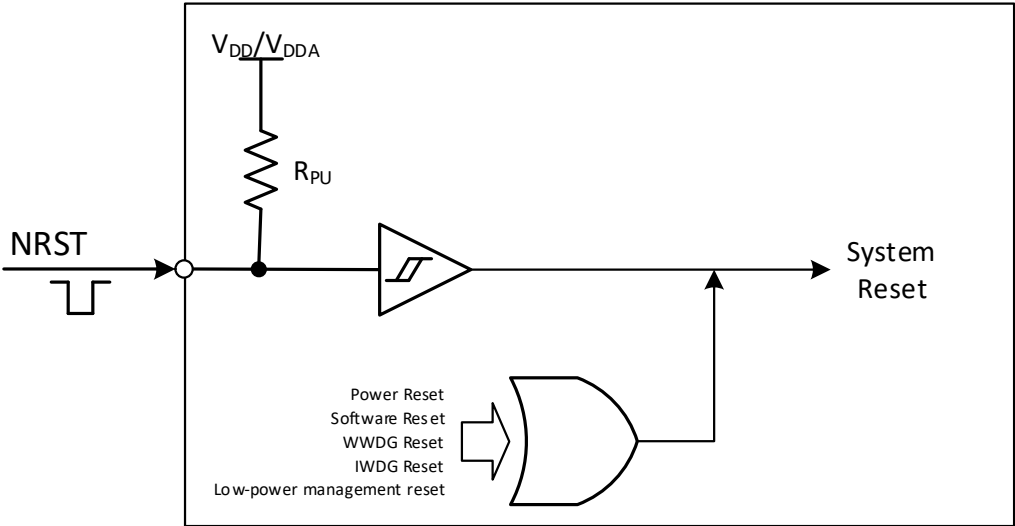 VDD/VDDA
RPU
NRST
System
Reset
Power Reset
Software Reset
WWDG Reset
IWDG Reset
Low-power management reset